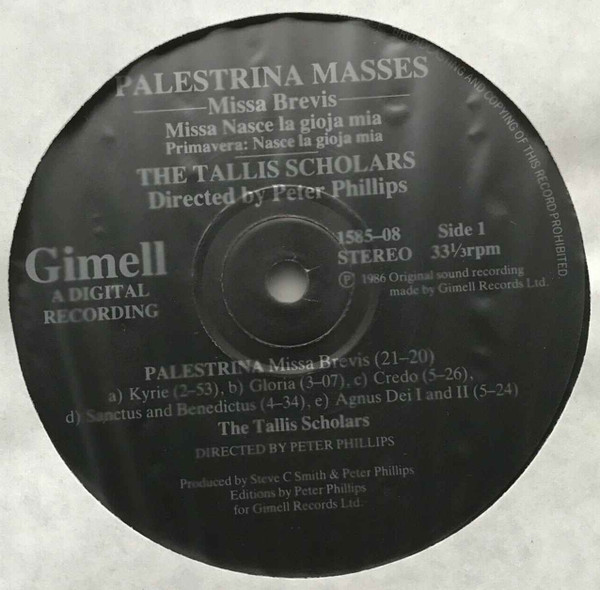 BROADCASTING AND COPYING OF THIS RECORD PROHIBITED
PALESTRINA MASSES
Missa Brevis
Missa Nasce la gioja mia
Primavera: Nasce la gioja mia
THE TALLIS SCHOLARS
Directed by Peter Phillips
Gimell
A DIGITAL
RECORDING
1585–08 Side 1
STEREO 33⅓rpm
℗ 1986 Original sound recording
made by Gimell Records Ltd.
PALESTRINA Missa Brevis (21–20)
a) Kyrie (2–53), b) Gloria (3–07), c) Credo (5–26),
d) Sanctus and Benedictus (4–34), e) Agnus Dei I and II (5–24)
The Tallis Scholars
DIRECTED BY PETER PHILLIPS
Produced by Steve C Smith & Peter Phillips
Editions by Peter Phillips
for Gimell Records Ltd.